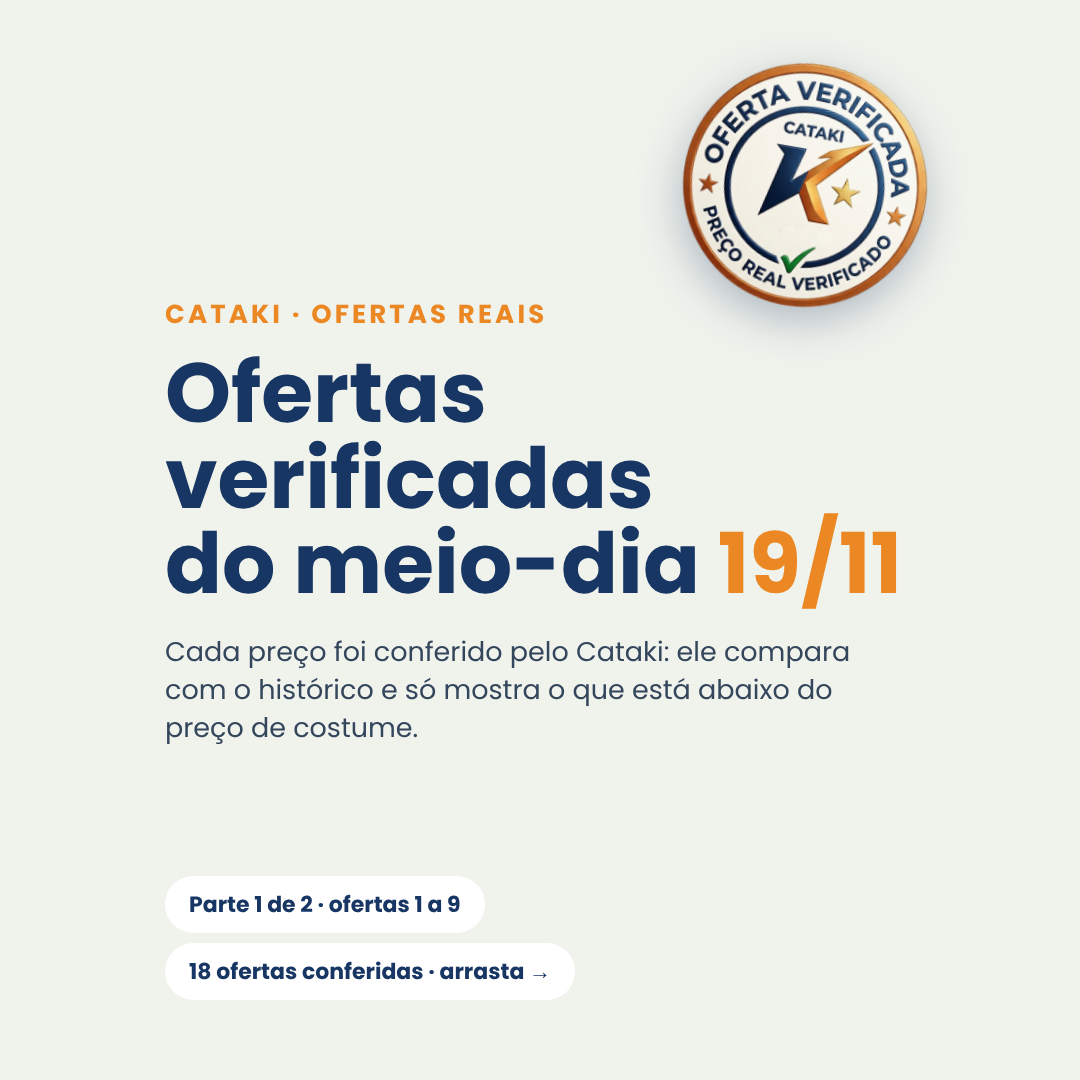 OFERTA VERIFICADA
CATAKI
PREÇO REAL VERIFICADO
CATAKI · OFERTAS REAIS
Ofertas
verificadas
do meio-dia 19/11
Cada preço foi conferido pelo Cataki: ele compara
com o histórico e só mostra o que está abaixo do
preço de costume.
Parte 1 de 2 · ofertas 1 a 9
18 ofertas conferidas · arrasta →